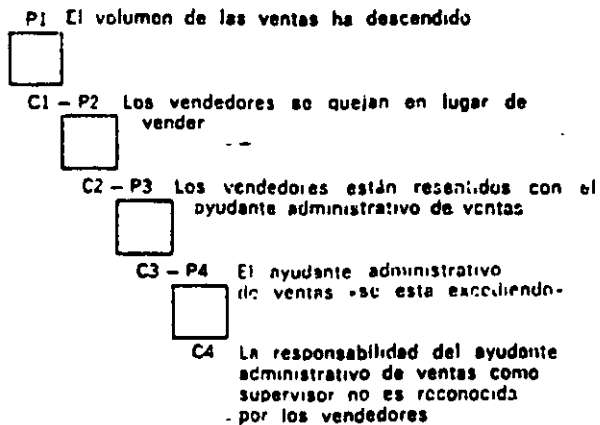 P1 El volumen de las ventas ha descendido
C1 – P2 Los vendedores se quejan en lugar de
vender
C2 – P3 Los vendedores están resentidos con el
ayudante administrativo de ventas
C3 – P4 El ayudante administrativo
de ventas «se esta excediendo»
C4 La responsabilidad del ayudante
administrativo de ventas como
supervisor no es reconocida
por los vendedores